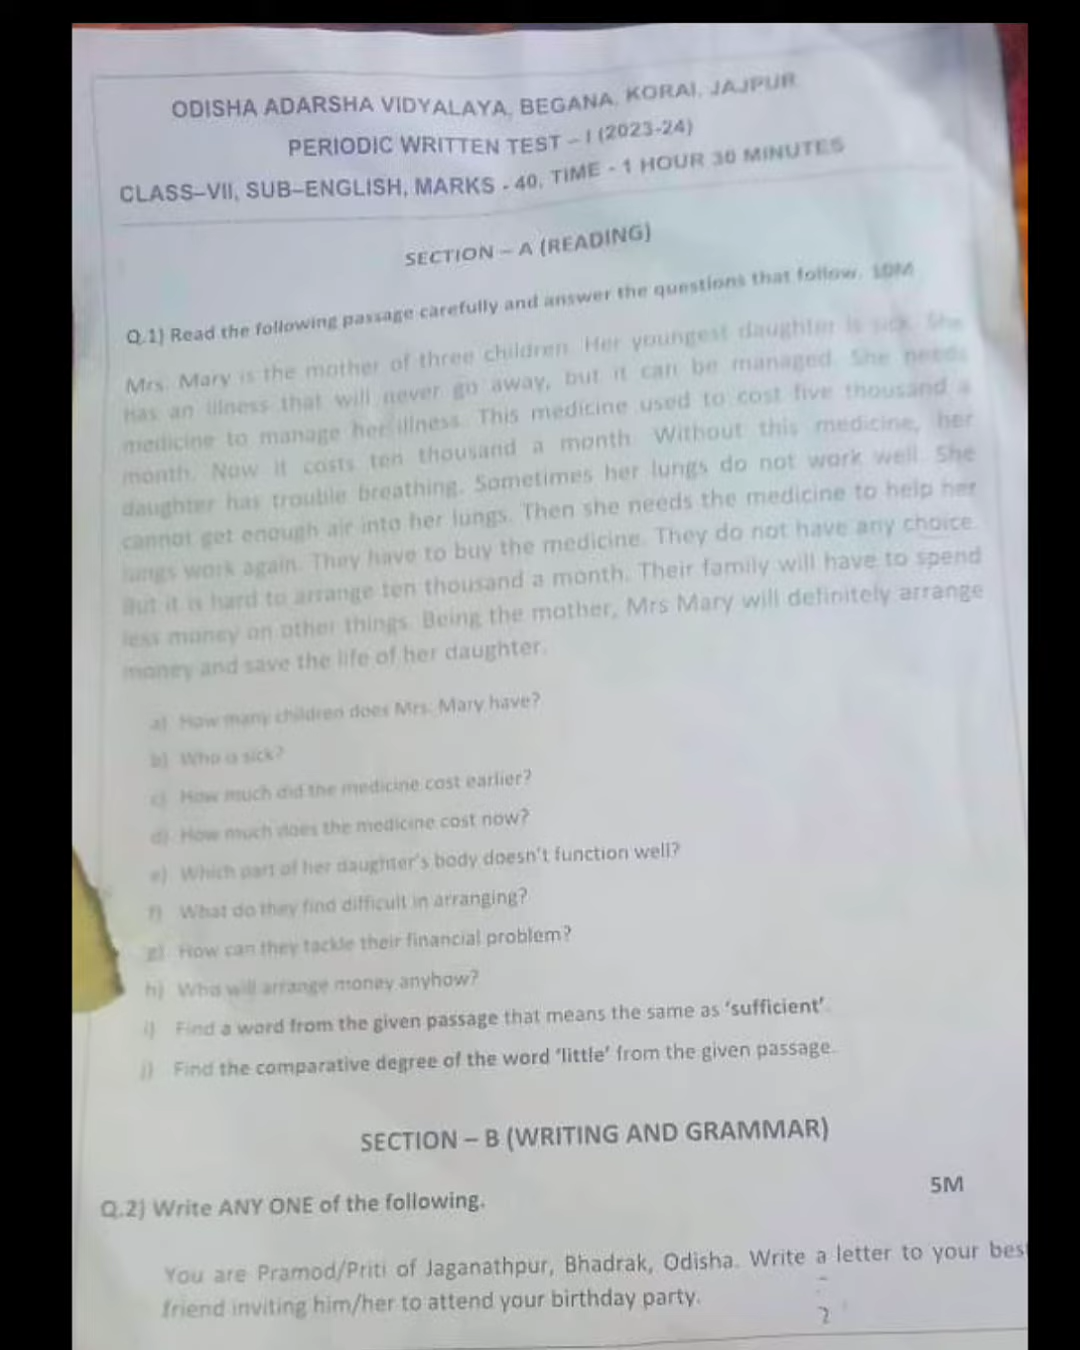 ODISHA ADARSHA VIDYALAYA, BEGANA, KORAI, JAJPUR
PERIODIC WRITTEN TEST – I (2023-24)
CLASS–VII, SUB–ENGLISH, MARKS - 40, TIME - 1 HOUR 30 MINUTES
SECTION – A (READING)
Q.1) Read the following passage carefully and answer the questions that follow. 10M
Mrs. Mary is the mother of three children. Her youngest daughter is sick. She
has an illness that will never go away, but it can be managed. She needs
medicine to manage her illness. This medicine used to cost five thousand a
month. Now it costs ten thousand a month. Without this medicine, her
daughter has trouble breathing. Sometimes her lungs do not work well. She
cannot get enough air into her lungs. Then she needs the medicine to help her
lungs work again. They have to buy the medicine. They do not have any choice.
But it is hard to arrange ten thousand a month. Their family will have to spend
less money on other things. Being the mother, Mrs Mary will definitely arrange
money and save the life of her daughter.
a) How many children does Mrs. Mary have?
b) Who is sick?
c) How much did the medicine cost earlier?
d) How much does the medicine cost now?
e) Which part of her daughter's body doesn't function well?
f) What do they find difficult in arranging?
g) How can they tackle their financial problem?
h) Who will arrange money anyhow?
i) Find a word from the given passage that means the same as 'sufficient'.
j) Find the comparative degree of the word 'little' from the given passage.
SECTION – B (WRITING AND GRAMMAR)
Q.2) Write ANY ONE of the following. 5M
You are Pramod/Priti of Jaganathpur, Bhadrak, Odisha. Write a letter to your best
friend inviting him/her to attend your birthday party.